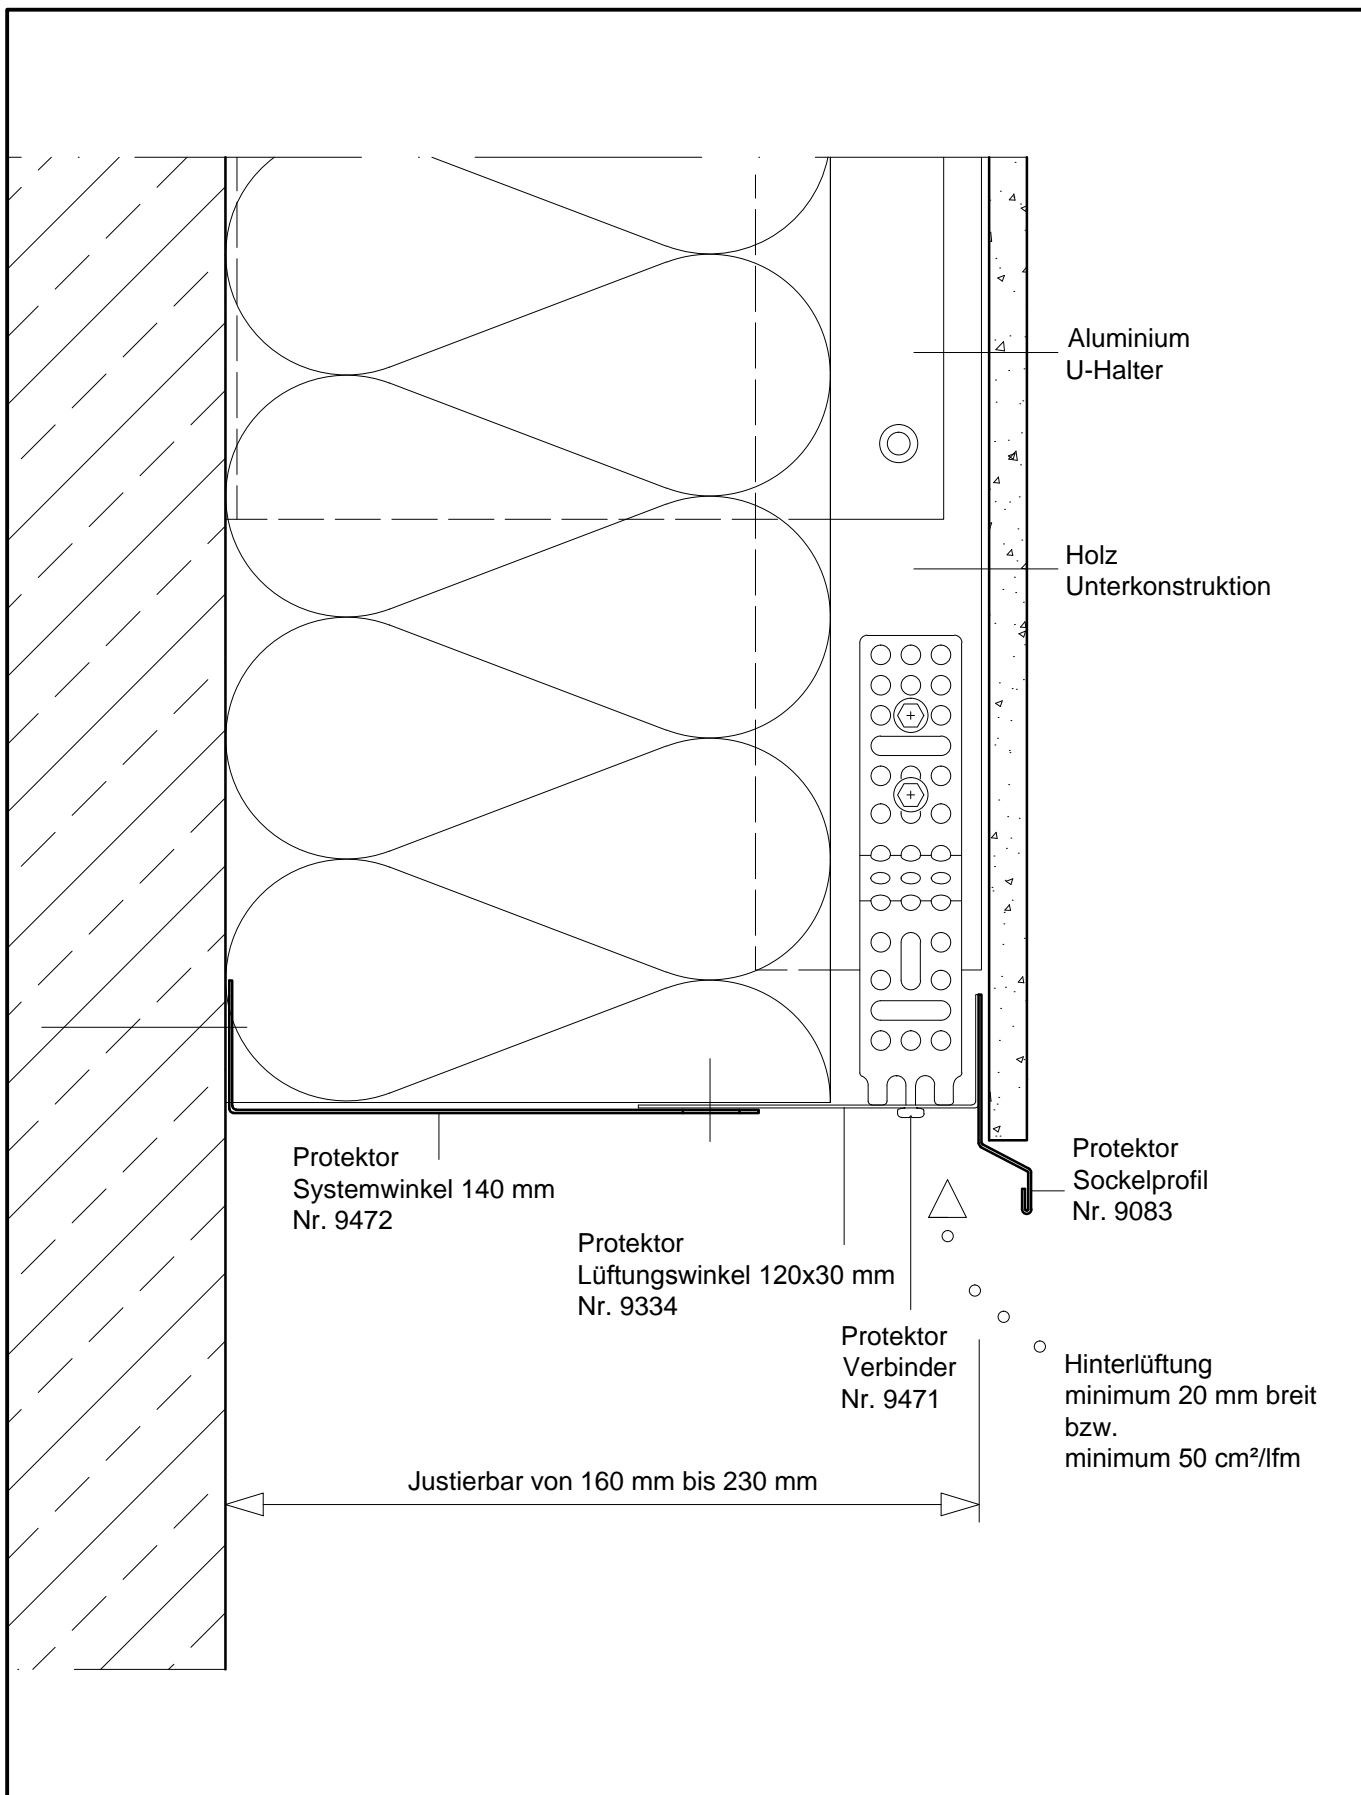 Aluminium
U-Halter
Holz
Unterkonstruktion
Protektor
Systemwinkel 140 mm
Nr. 9472
Protektor
Sockelprofil
Nr. 9083
Protektor
Lüftungswinkel 120x30 mm
Nr. 9334
Protektor
Verbinder
Nr. 9471
Hinterlüftung
minimum 20 mm breit
bzw.
minimum 50 cm²/lfm
Justierbar von 160 mm bis 230 mm